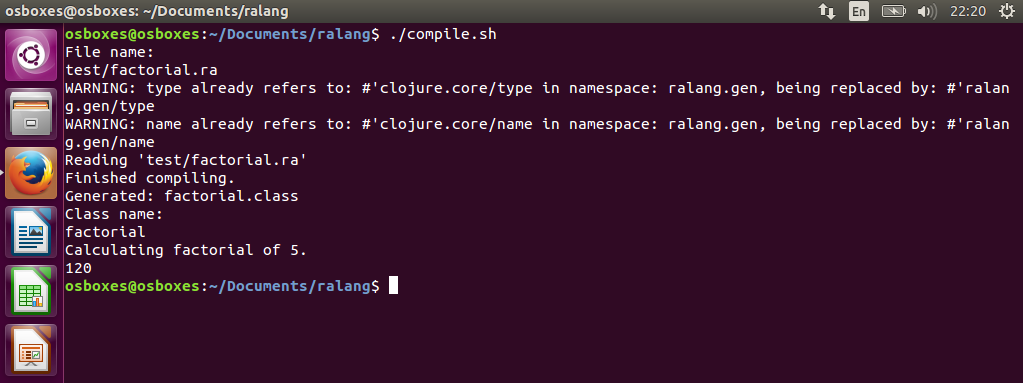 osboxes@osboxes: ~/Documents/ralang
En
22:20
osboxes@osboxes:~/Documents/ralang$ ./compile.sh
File name:
test/factorial.ra
WARNING: type already refers to: #'clojure.core/type in namespace: ralang.gen, being replaced by: #'ralan
g.gen/type
WARNING: name already refers to: #'clojure.core/name in namespace: ralang.gen, being replaced by: #'ralan
g.gen/name
Reading 'test/factorial.ra'
Finished compiling.
Generated: factorial.class
Class name:
factorial
Calculating factorial of 5.
120
osboxes@osboxes:~/Documents/ralang$